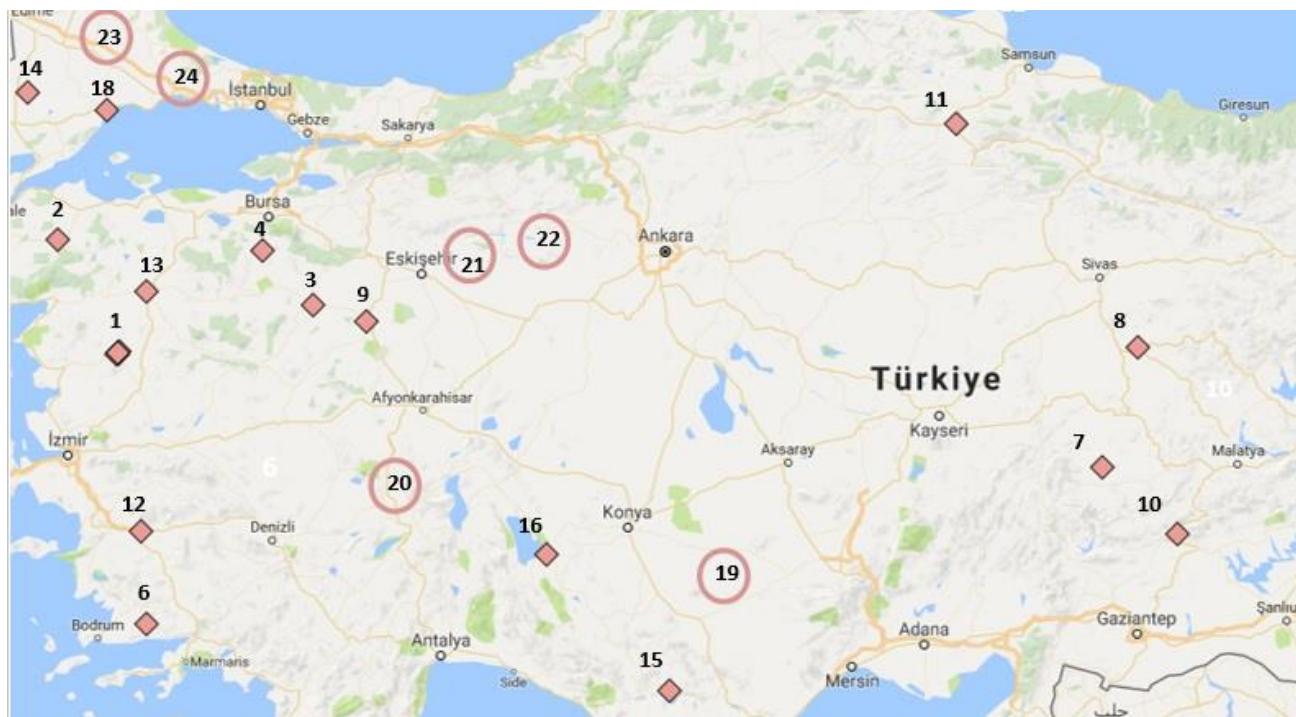 Edirne
23
14
24
18
İstanbul
Gebze
Sakarya
Samsun
11
Giresun
2
Bursa
4
13
3
9
Eskişehir
21
22
Ankara
Sivas
1
8
10
Afyonkarahisar
Türkiye
Kayseri
İzmir
6
20
Aksaray
7
Malatya
12
Denizli
16
Konya
10
19
6
Bodrum
Marmaris
Antalya
Side
15
Mersin
Adana
Gaziantep
Şanlıu
حلب